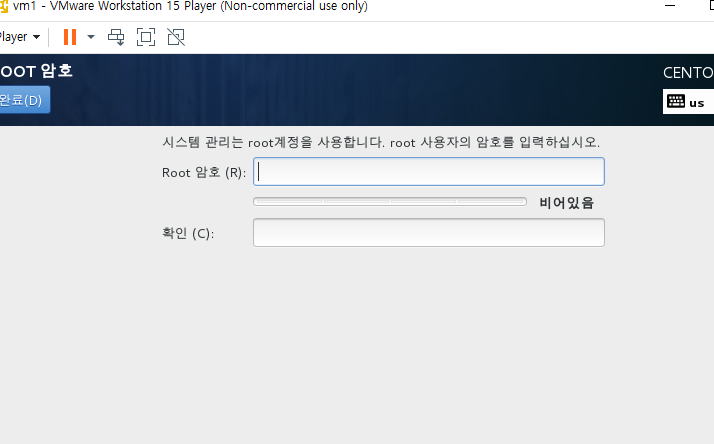 vm1 - VMware Workstation 15 Player (Non-commercial use only)
Player
ROOT 암호
CENTO
완료(D)
us
시스템 관리는 root계정을 사용합니다. root 사용자의 암호를 입력하십시오.
Root 암호 (R):
비어있음
확인 (C):